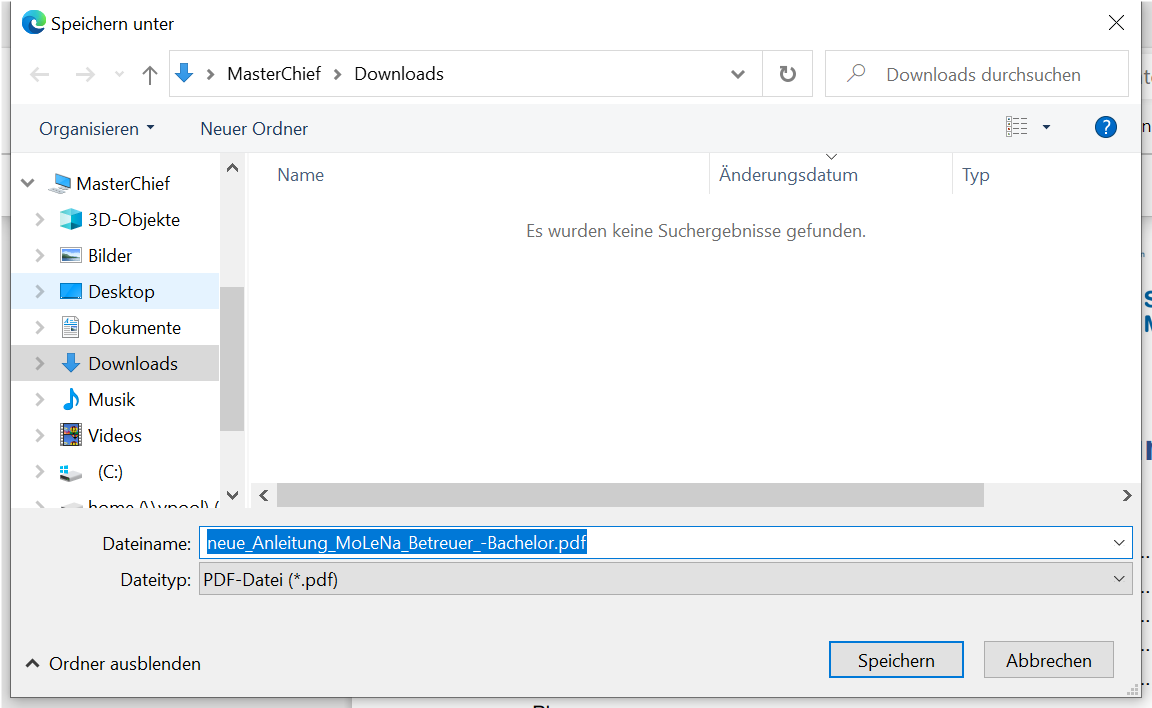 Speichern unter
MasterChief > Downloads
Downloads durchsuchen
Organisieren
Neuer Ordner
?
Name
Änderungsdatum
Typ
Es wurden keine Suchergebnisse gefunden.
MasterChief
3D-Objekte
Bilder
Desktop
Dokumente
Downloads
Musik
Videos
(C:)
Dateiname: neue_Anleitung_MoLeNa_Betreuer_-Bachelor.pdf
Dateityp: PDF-Datei (*.pdf)
Ordner ausblenden
Speichern
Abbrechen